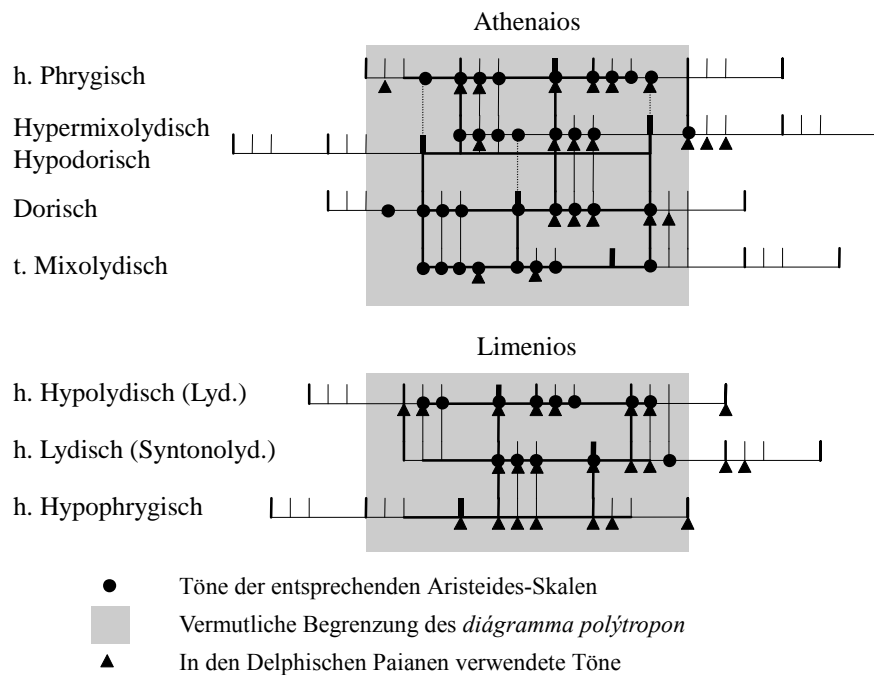 Athenaios
h. Phrygisch
Hypermixolydisch
Hypodorisch
Dorisch
t. Mixolydisch
Limenios
h. Hypolydisch (Lyd.)
h. Lydisch (Syntonolyd.)
h. Hypophrygisch
Töne der entsprechenden Aristeides-Skalen
Vermutliche Begrenzung des diágramma polýtropon
In den Delphischen Paianen verwendete Töne